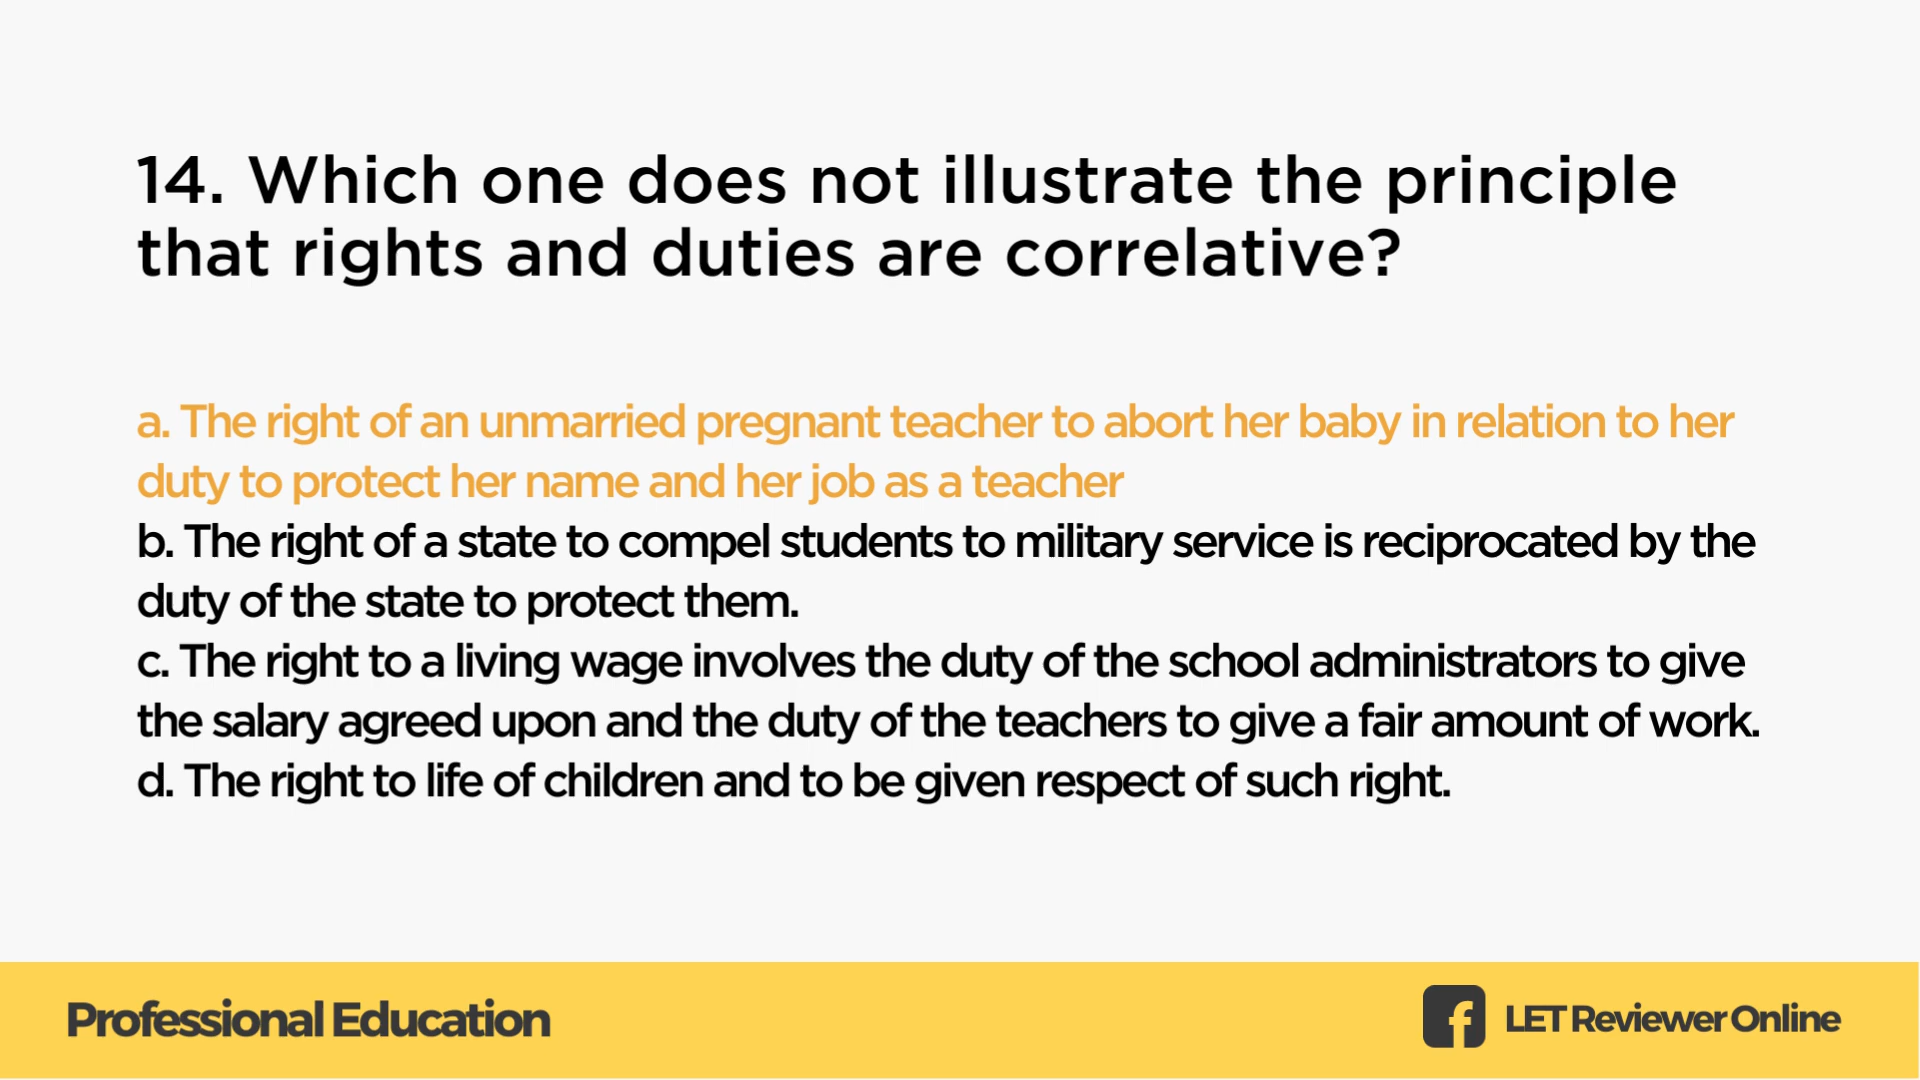 14. Which one does not illustrate the principle
that rights and duties are correlative?
a. The right of an unmarried pregnant teacher to abort her baby in relation to her
duty to protect her name and her job as a teacher
b. The right of a state to compel students to military service is reciprocated by the
duty of the state to protect them.
c. The right to a living wage involves the duty of the school administrators to give
the salary agreed upon and the duty of the teachers to give a fair amount of work.
d. The right to life of children and to be given respect of such right.
Professional Education
LET Reviewer Online